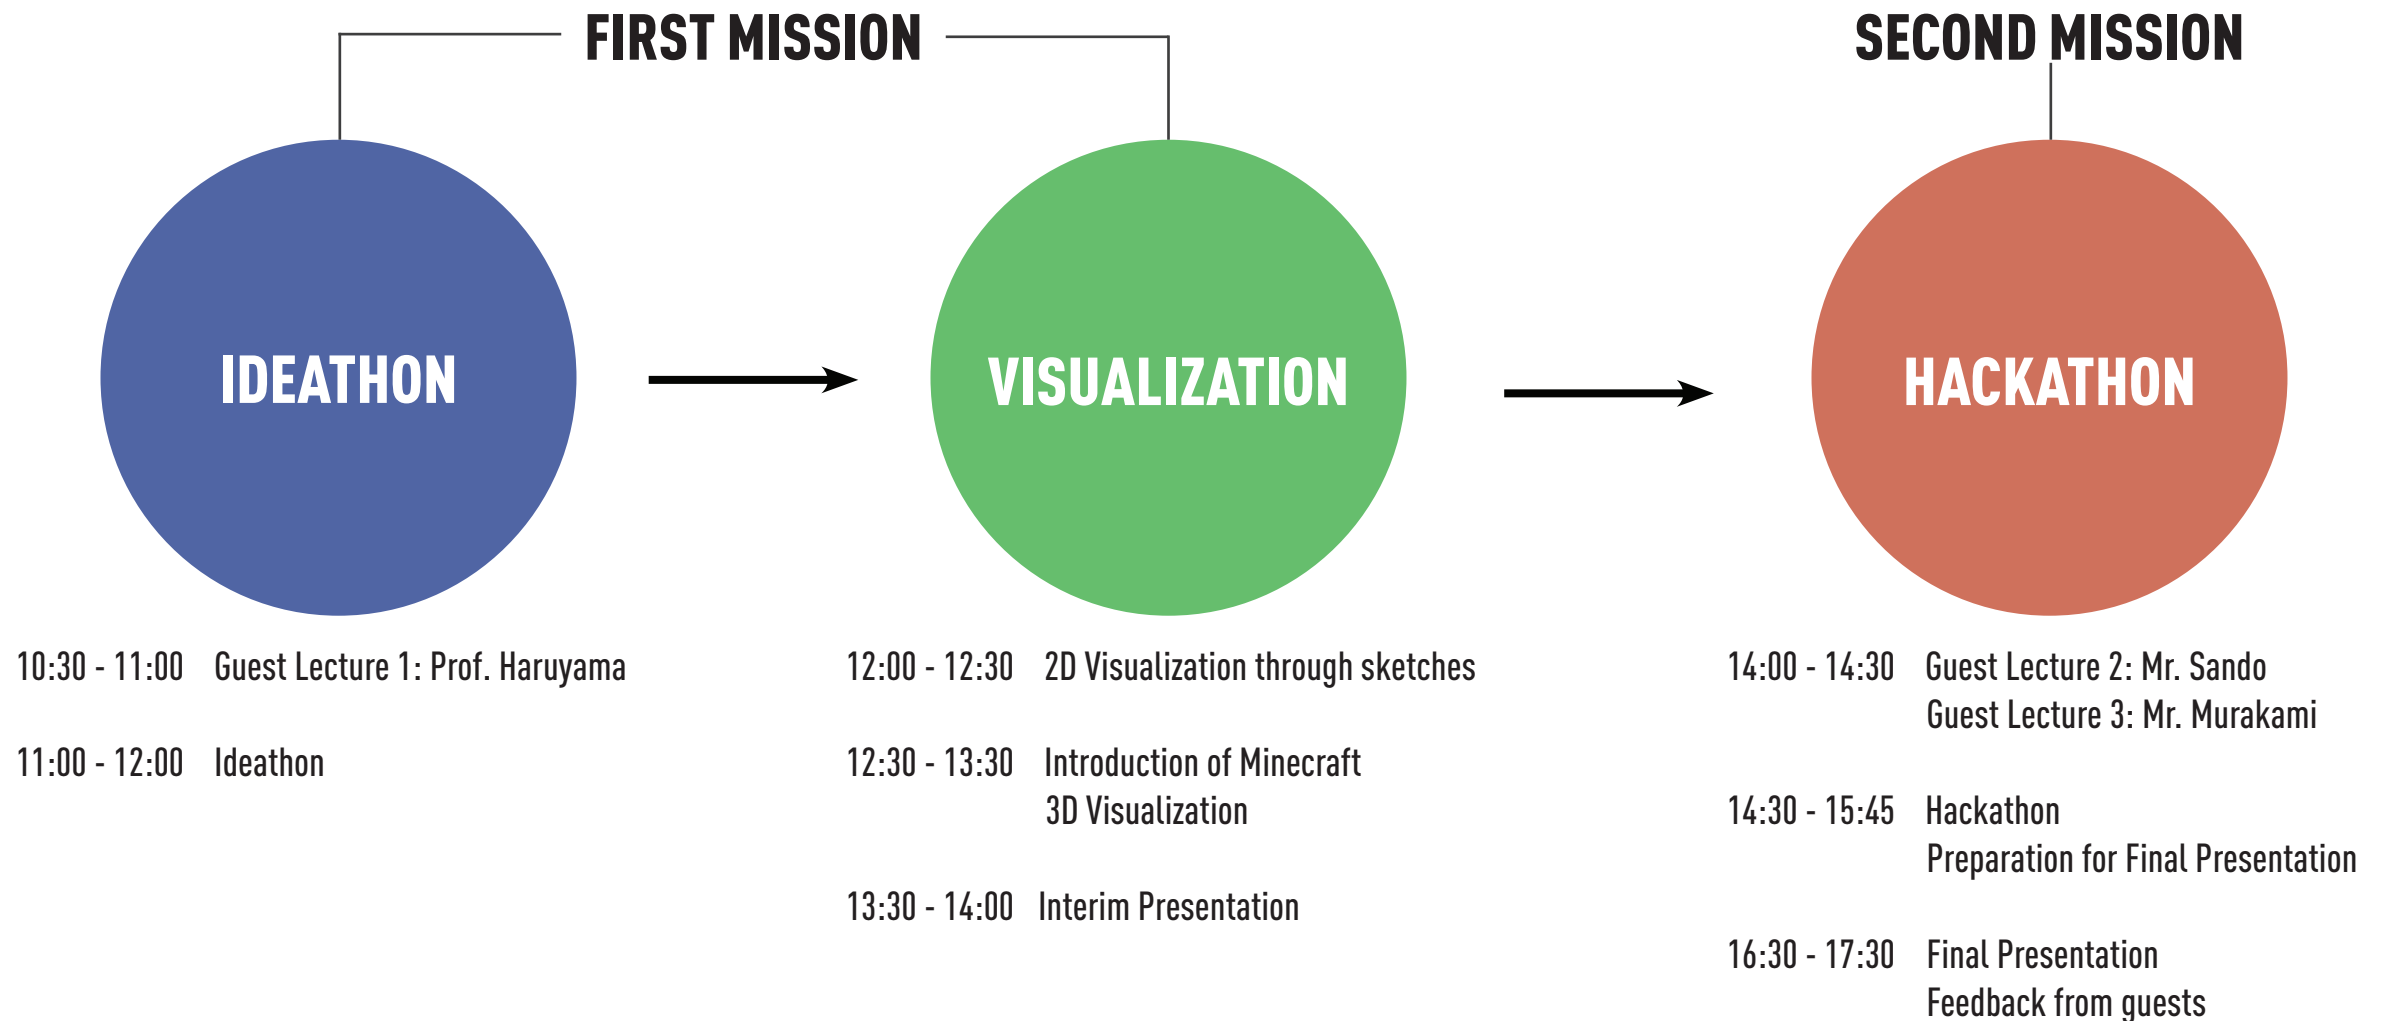 FIRST MISSION
SECOND MISSION
IDEATHON
VISUALIZATION
HACKATHON
10:30 - 11:00 Guest Lecture 1: Prof. Haruyama
11:00 - 12:00 Ideathon
12:00 - 12:30 2D Visualization through sketches
12:30 - 13:30 Introduction of Minecraft
3D Visualization
13:30 - 14:00 Interim Presentation
14:00 - 14:30 Guest Lecture 2: Mr. Sando
Guest Lecture 3: Mr. Murakami
14:30 - 15:45 Hackathon
Preparation for Final Presentation
16:30 - 17:30 Final Presentation
Feedback from guests